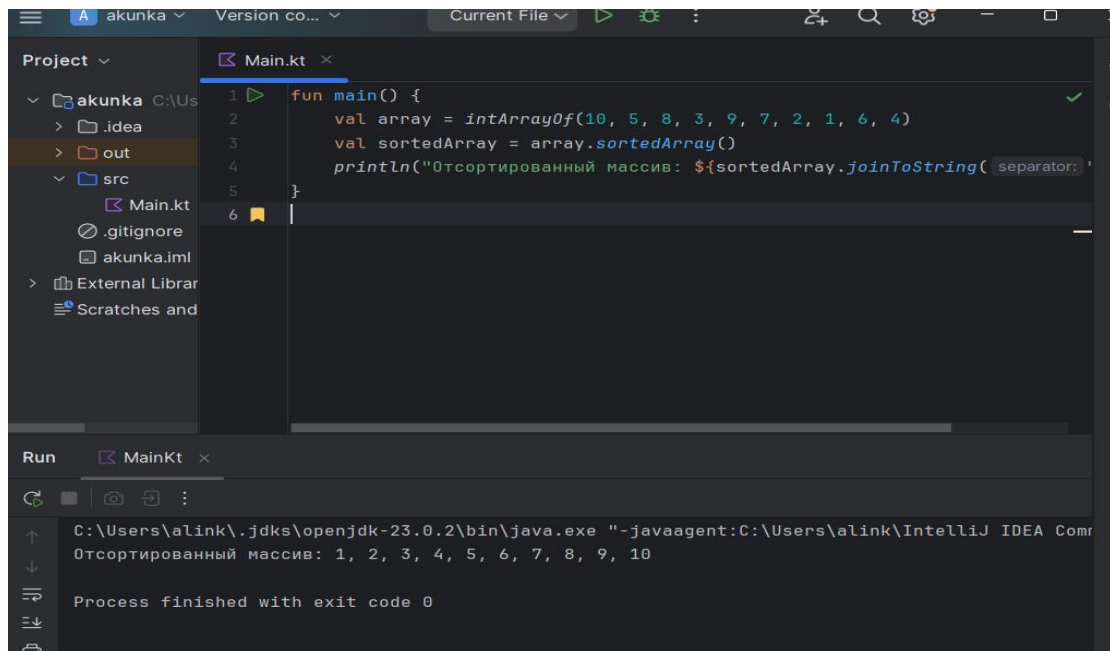 A akunka Version co... Current File
Project
Main.kt ×
akunka C:\Us
.idea
out
src
Main.kt
.gitignore
akunka.iml
External Librar
Scratches and
1 fun main() {
2 val array = intArrayOf(10, 5, 8, 3, 9, 7, 2, 1, 6, 4)
3 val sortedArray = array.sortedArray()
4 println("Отсортированный массив: ${sortedArray.joinToString( separator: "
5 }
6
Run MainKt ×
C:\Users\alink\.jdks\openjdk-23.0.2\bin\java.exe "-javaagent:C:\Users\alink\IntelliJ IDEA Com
Отсортированный массив: 1, 2, 3, 4, 5, 6, 7, 8, 9, 10
Process finished with exit code 0